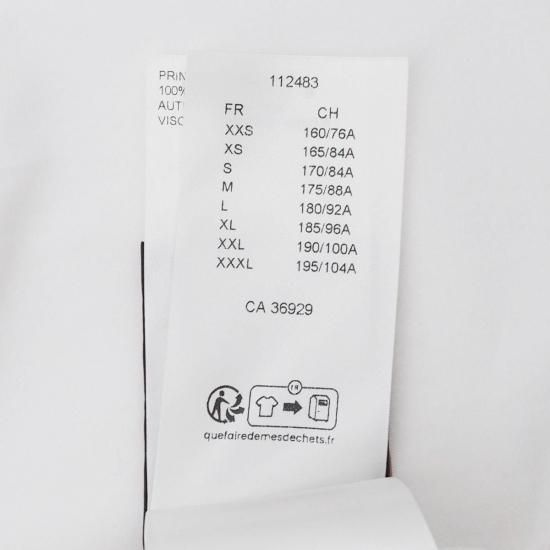 PRIN
100%
AUT
VISC
112483
FR CH
XXS 160/76A
XS 165/84A
S 170/84A
M 175/88A
L 180/92A
XL 185/96A
XXL 190/100A
XXXL 195/104A
CA 36929
FR
quefairedemesdechets.fr